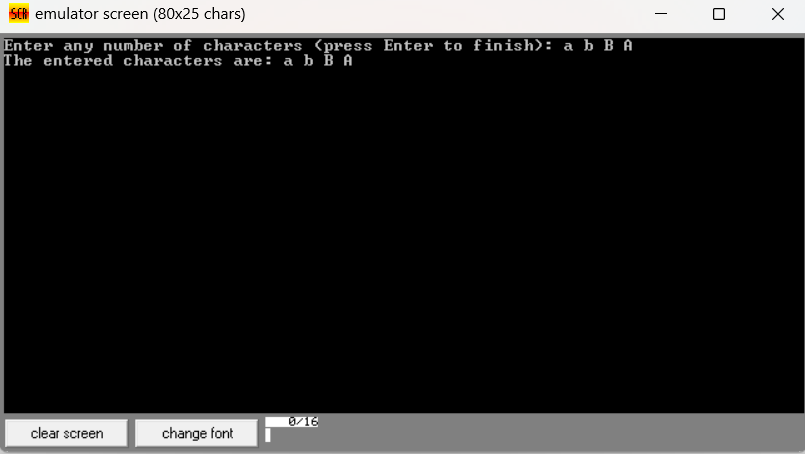 SCR emulator screen (80x25 chars)
Enter any number of characters (press Enter to finish): a b B A
The entered characters are: a b B A
clear screen change font 0/16